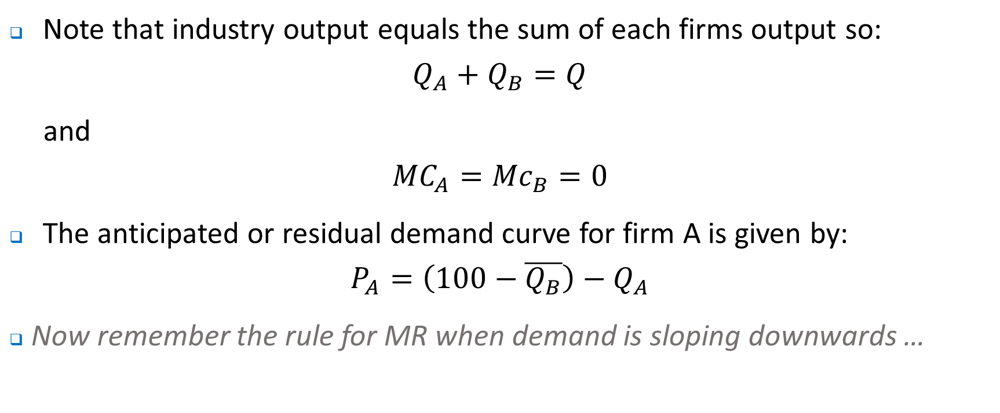 Note that industry output equals the sum of each firms output so:
Q_A + Q_B = Q
and
MC_A = Mc_B = 0
The anticipated or residual demand curve for firm A is given by:
P_A = (100 − \overline{Q_B}) − Q_A
Now remember the rule for MR when demand is sloping downwards ...